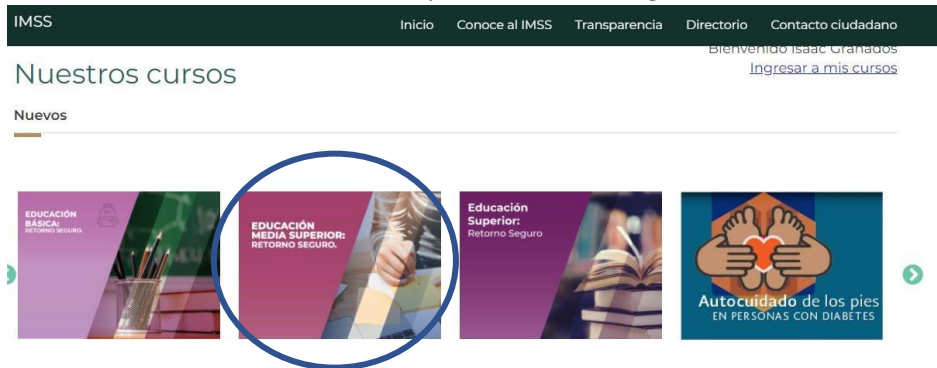 IMSS
Inicio Conoce al IMSS Transparencia Directorio Contacto ciudadano
Bienvenido Isaac Granados
Nuestros cursos
Ingresar a mis cursos
Nuevos
EDUCACIÓN
BÁSICA:
RETORNO SEGURO.
EDUCACIÓN
MEDIA SUPERIOR:
RETORNO SEGURO.
Educación
Superior:
Retorno Seguro
Autocuidado de los pies
EN PERSONAS CON DIABETES